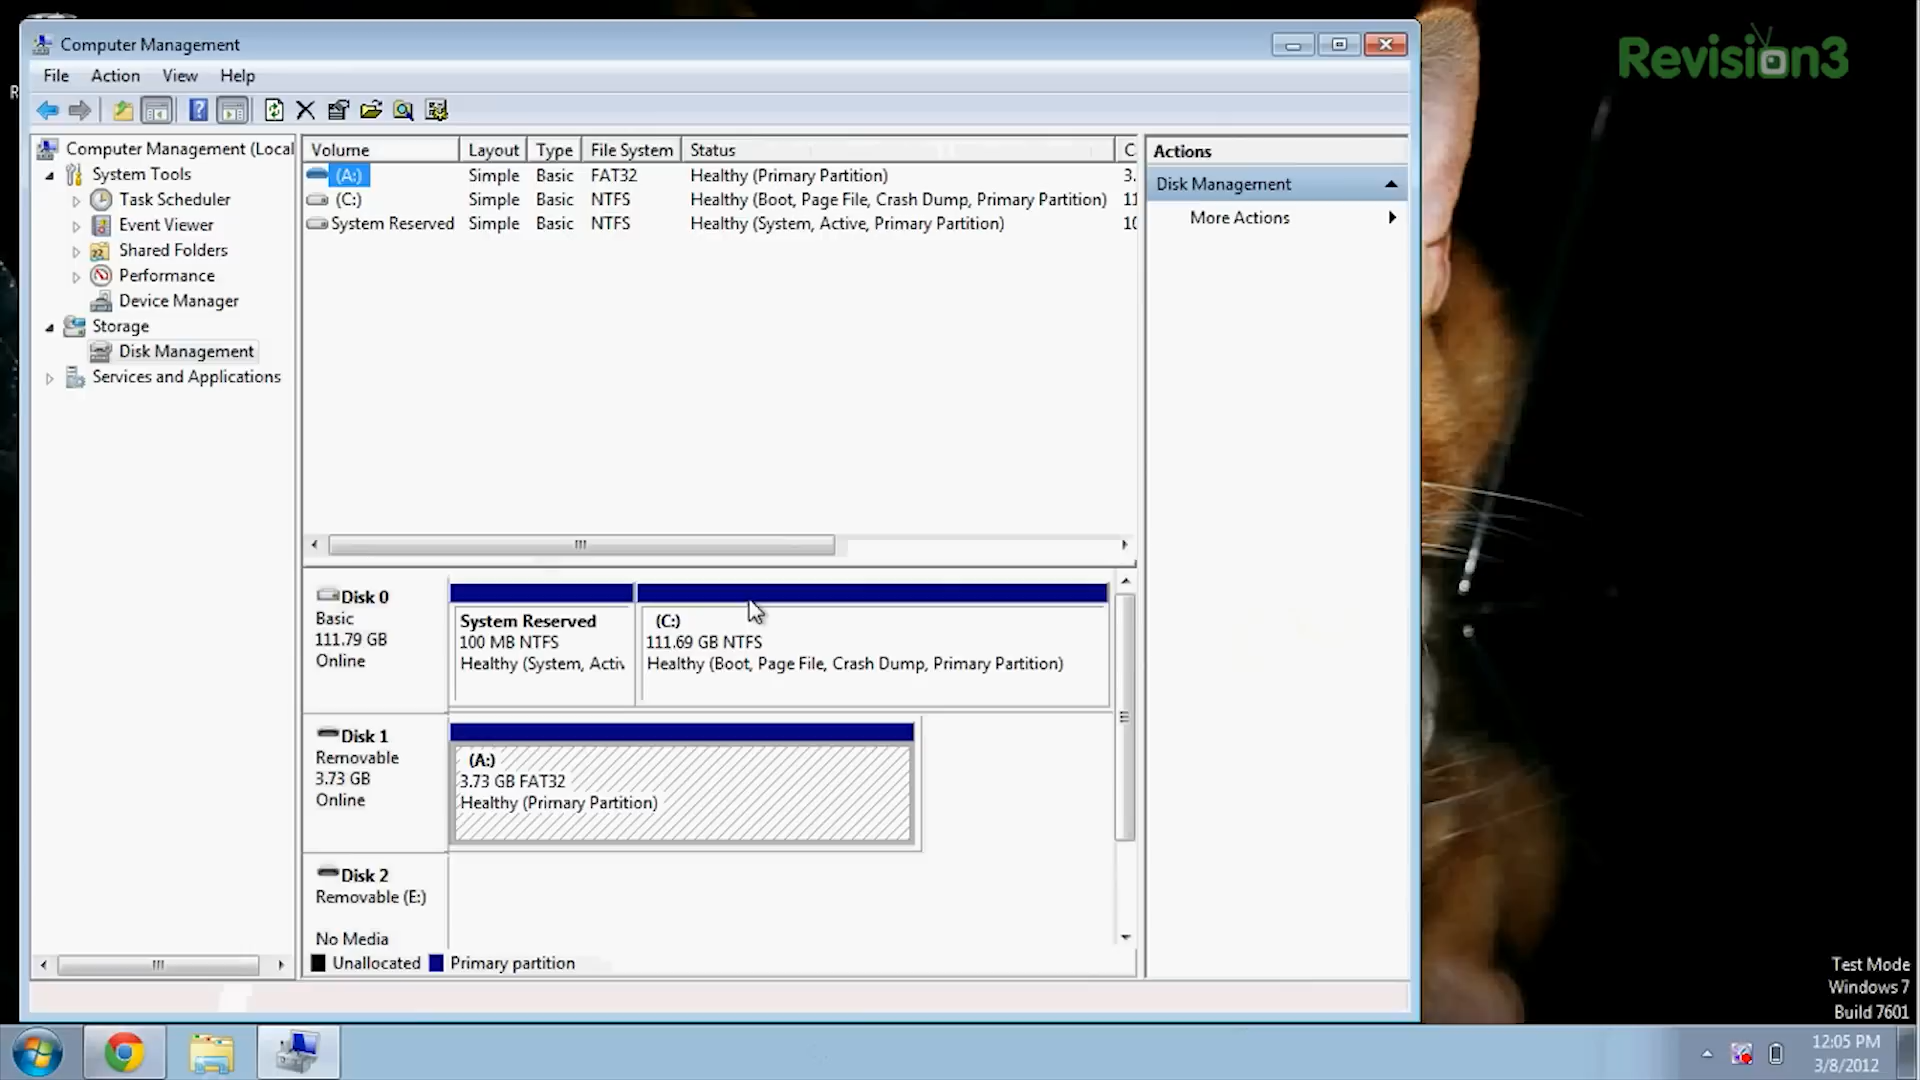 Revision3
Computer Management
File Action View Help
R
Computer Management (Local
System Tools
Task Scheduler
Event Viewer
Shared Folders
Performance
Device Manager
Storage
Disk Management
Services and Applications
Volume Layout Type File System Status C
(A:) Simple Basic FAT32 Healthy (Primary Partition) 3.
(C:) Simple Basic NTFS Healthy (Boot, Page File, Crash Dump, Primary Partition) 11
System Reserved Simple Basic NTFS Healthy (System, Active, Primary Partition) 10
Actions
Disk Management
More Actions
Disk 0
Basic
111.79 GB
Online
System Reserved
100 MB NTFS
Healthy (System, Activ
(C:)
111.69 GB NTFS
Healthy (Boot, Page File, Crash Dump, Primary Partition)
Disk 1
Removable
3.73 GB
Online
(A:)
3.73 GB FAT32
Healthy (Primary Partition)
Disk 2
Removable (E:)
No Media
Unallocated Primary partition
Test Mode
Windows 7
Build 7601
12:05 PM
3/8/2012